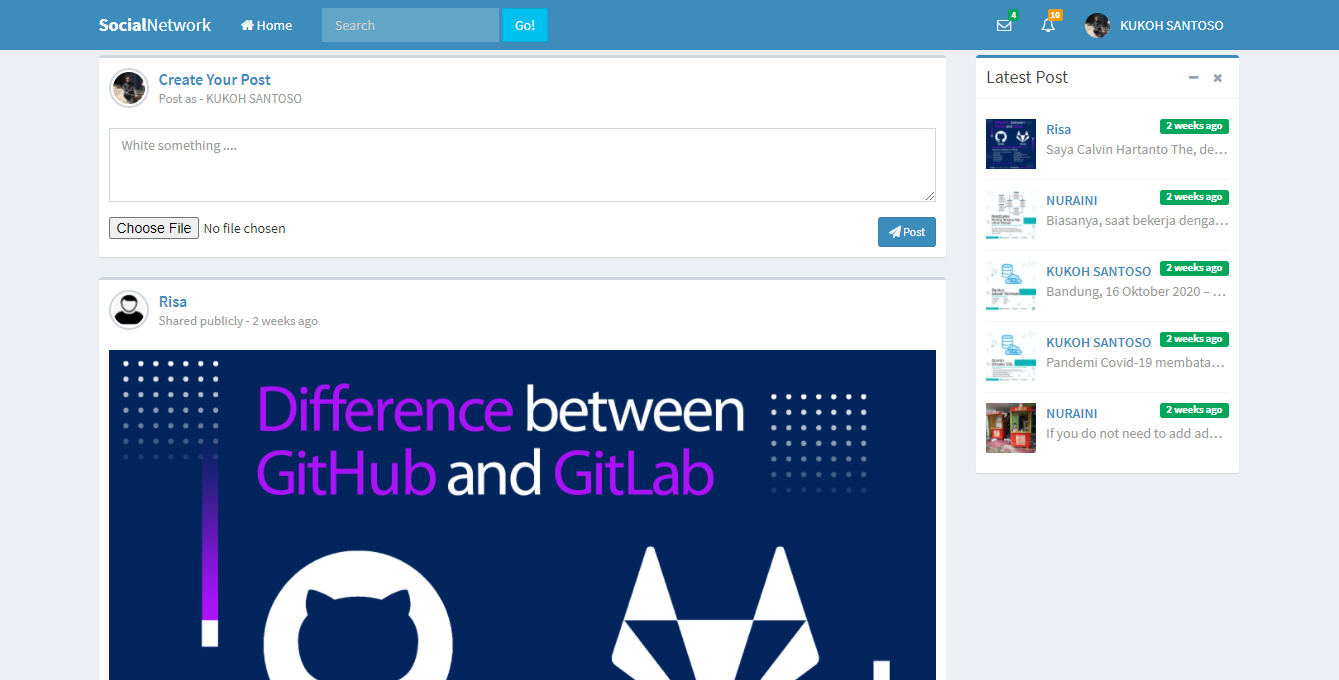 SocialNetwork Home Search Go! 4 10 KUKOH SANTOSO
Create Your Post
Post as - KUKOH SANTOSO
White something ....
Choose File No file chosen
Post
Risa
Shared publicly - 2 weeks ago
Difference between
GitHub and GitLab
Latest Post
Risa 2 weeks ago
Saya Calvin Hartanto The, de...
NURAINI 2 weeks ago
Biasanya, saat bekerja denga...
KUKOH SANTOSO 2 weeks ago
Bandung, 16 Oktober 2020 – ...
KUKOH SANTOSO 2 weeks ago
Pandemi Covid-19 membata...
NURAINI 2 weeks ago
If you do not need to add ad...